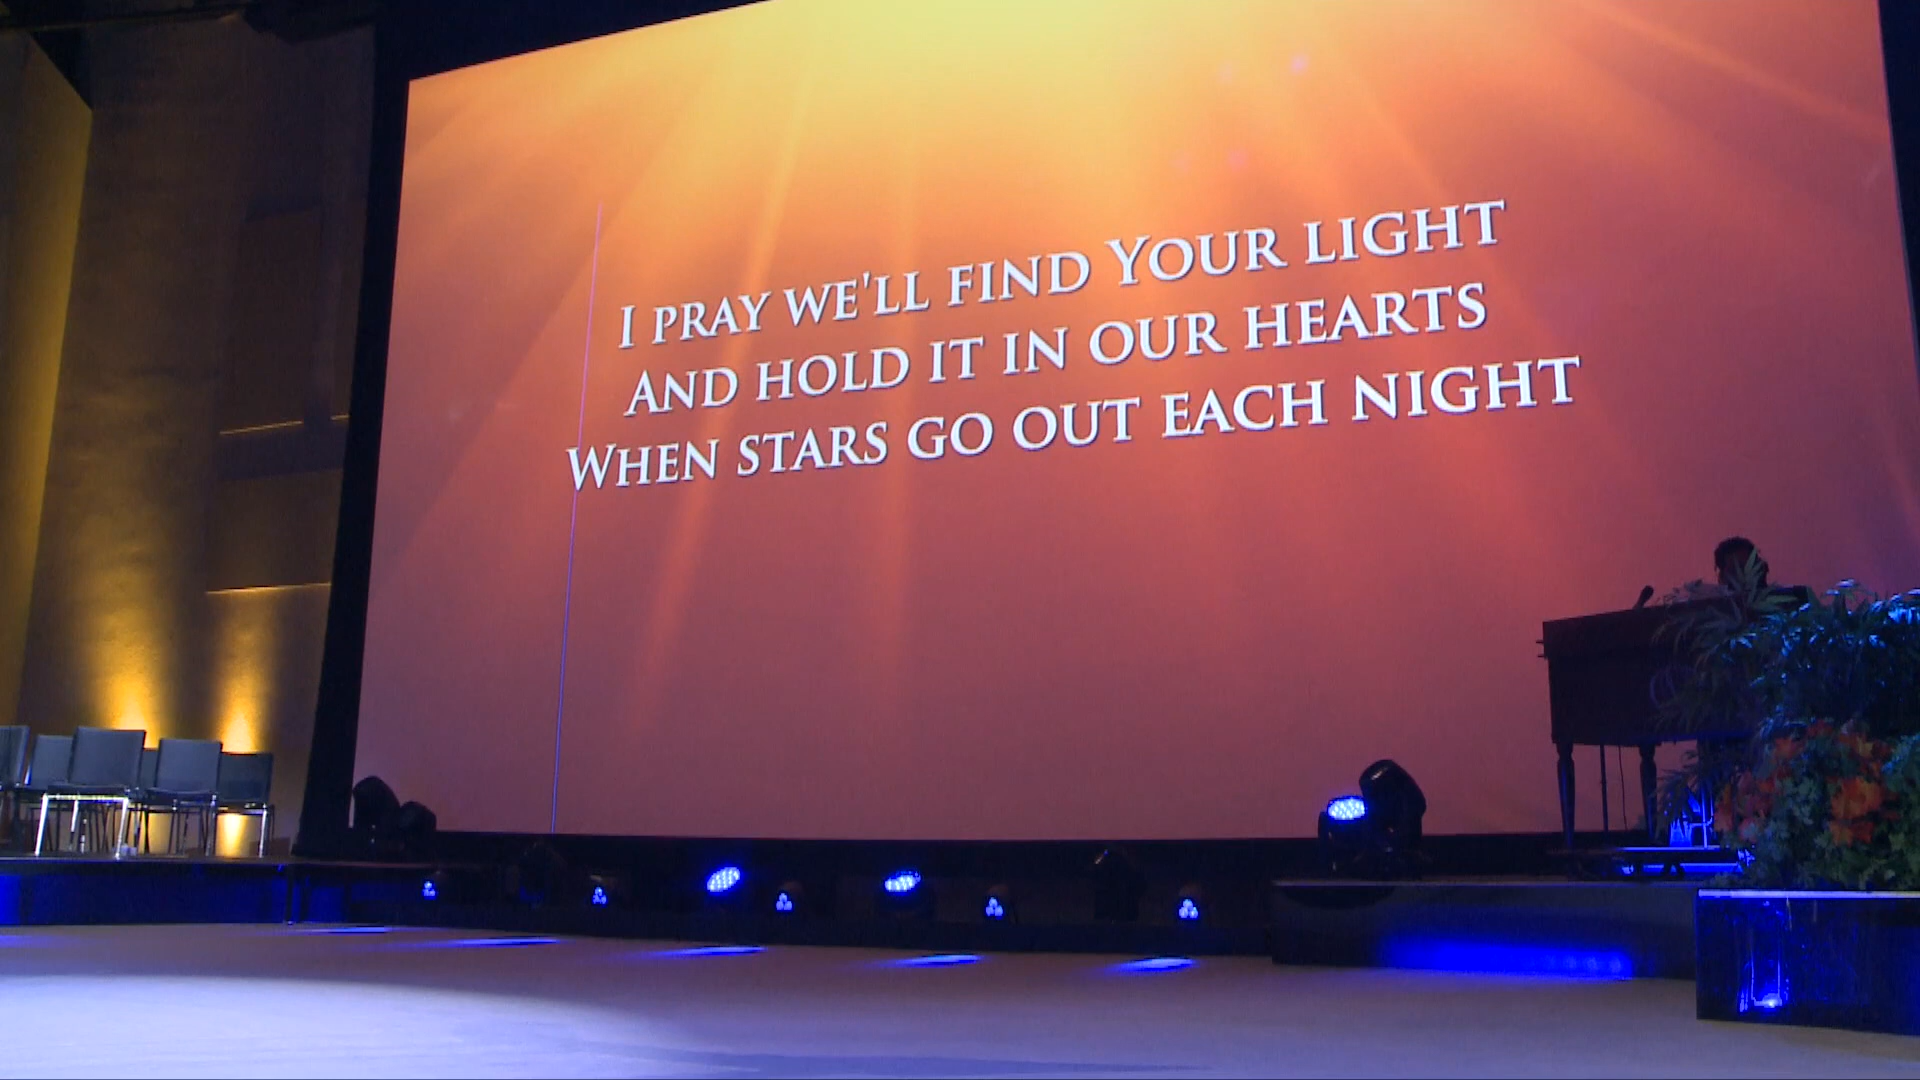 I PRAY WE'LL FIND YOUR LIGHT
AND HOLD IT IN OUR HEARTS
WHEN STARS GO OUT EACH NIGHT